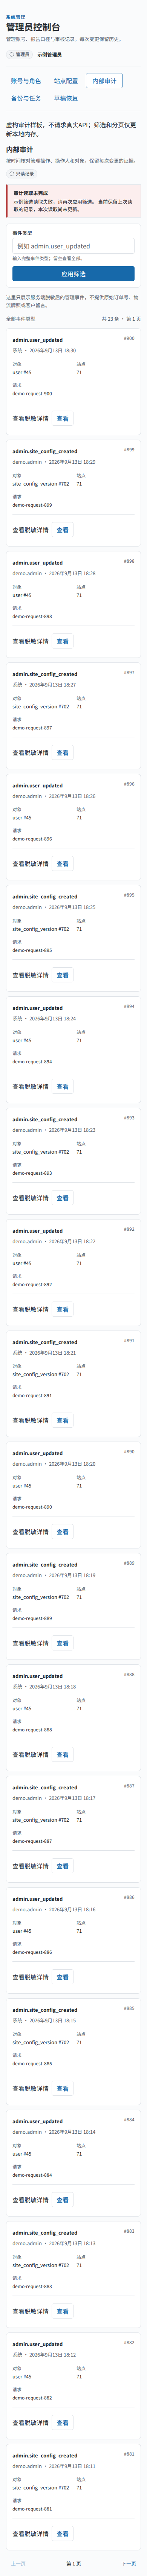 系统管理
管理员控制台
管理账号、报告口径与审核记录。每次变更保留历史。
管理员 示例管理员
账号与角色 站点配置 内部审计
备份与任务 草稿恢复
虚构审计样板，不请求真实API；筛选和分页仅更新本地内存。
内部审计
按时间核对管理操作、操作人和对象，保留每次变更的证据。
只读记录
审计读取未完成
示例筛选读取失败，请再次应用筛选。 当前保留上次读取的记录，本次读取尚未更新。
事件类型
例如 admin.user_updated
输入完整事件类型；留空查看全部。
应用筛选
这里只展示服务端脱敏后的管理事件，不提供原始订单号、物流牌照或客户留言。
全部事件类型 共 23 条 · 第 1 页
admin.user_updated #900
系统 · 2026年9月13日 18:30
对象 站点
user #45 71
请求
demo-request-900
查看脱敏详情 查看
admin.site_config_created #899
demo.admin · 2026年9月13日 18:29
对象 站点
site_config_version #702 71
请求
demo-request-899
查看脱敏详情 查看
admin.user_updated #898
demo.admin · 2026年9月13日 18:28
对象 站点
user #45 71
请求
demo-request-898
查看脱敏详情 查看
admin.site_config_created #897
系统 · 2026年9月13日 18:27
对象 站点
site_config_version #702 71
请求
demo-request-897
查看脱敏详情 查看
admin.user_updated #896
demo.admin · 2026年9月13日 18:26
对象 站点
user #45 71
请求
demo-request-896
查看脱敏详情 查看
admin.site_config_created #895
demo.admin · 2026年9月13日 18:25
对象 站点
site_config_version #702 71
请求
demo-request-895
查看脱敏详情 查看
admin.user_updated #894
系统 · 2026年9月13日 18:24
对象 站点
user #45 71
请求
demo-request-894
查看脱敏详情 查看
admin.site_config_created #893
demo.admin · 2026年9月13日 18:23
对象 站点
site_config_version #702 71
请求
demo-request-893
查看脱敏详情 查看
admin.user_updated #892
demo.admin · 2026年9月13日 18:22
对象 站点
user #45 71
请求
demo-request-892
查看脱敏详情 查看
admin.site_config_created #891
系统 · 2026年9月13日 18:21
对象 站点
site_config_version #702 71
请求
demo-request-891
查看脱敏详情 查看
admin.user_updated #890
demo.admin · 2026年9月13日 18:20
对象 站点
user #45 71
请求
demo-request-890
查看脱敏详情 查看
admin.site_config_created #889
demo.admin · 2026年9月13日 18:19
对象 站点
site_config_version #702 71
请求
demo-request-889
查看脱敏详情 查看
admin.user_updated #888
系统 · 2026年9月13日 18:18
对象 站点
user #45 71
请求
demo-request-888
查看脱敏详情 查看
admin.site_config_created #887
demo.admin · 2026年9月13日 18:17
对象 站点
site_config_version #702 71
请求
demo-request-887
查看脱敏详情 查看
admin.user_updated #886
demo.admin · 2026年9月13日 18:16
对象 站点
user #45 71
请求
demo-request-886
查看脱敏详情 查看
admin.site_config_created #885
系统 · 2026年9月13日 18:15
对象 站点
site_config_version #702 71
请求
demo-request-885
查看脱敏详情 查看
admin.user_updated #884
demo.admin · 2026年9月13日 18:14
对象 站点
user #45 71
请求
demo-request-884
查看脱敏详情 查看
admin.site_config_created #883
demo.admin · 2026年9月13日 18:13
对象 站点
site_config_version #702 71
请求
demo-request-883
查看脱敏详情 查看
admin.user_updated #882
系统 · 2026年9月13日 18:12
对象 站点
user #45 71
请求
demo-request-882
查看脱敏详情 查看
admin.site_config_created #881
demo.admin · 2026年9月13日 18:11
对象 站点
site_config_version #702 71
请求
demo-request-881
查看脱敏详情 查看
上一页 第 1 页 下一页